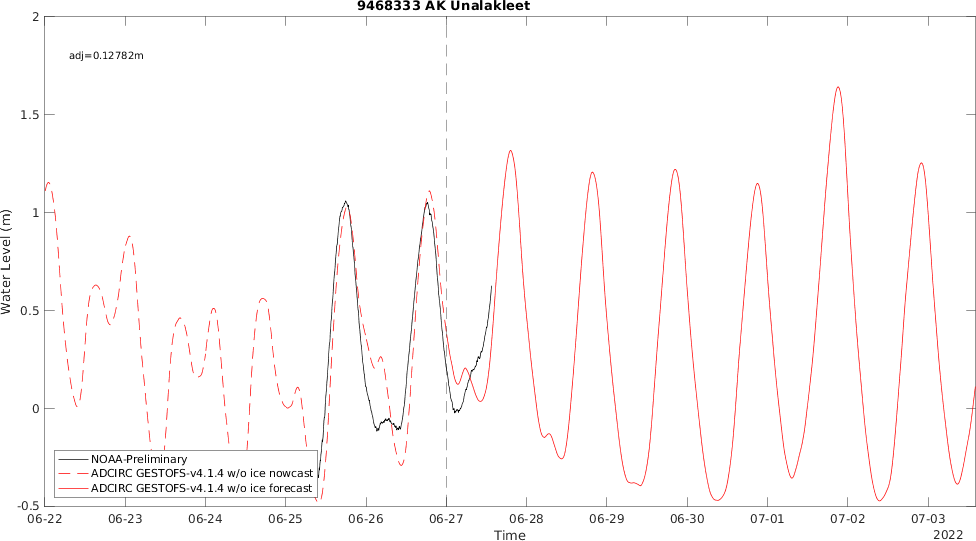 9468333 AK Unalakleet
adj=0.12782m
Water Level (m)
2
1.5
1
0.5
0
-0.5
NOAA-Preliminary
ADCIRC GESTOFS-v4.1.4 w/o ice nowcast
ADCIRC GESTOFS-v4.1.4 w/o ice forecast
06-22 06-23 06-24 06-25 06-26 06-27 06-28 06-29 06-30 07-01 07-02 07-03
Time
2022